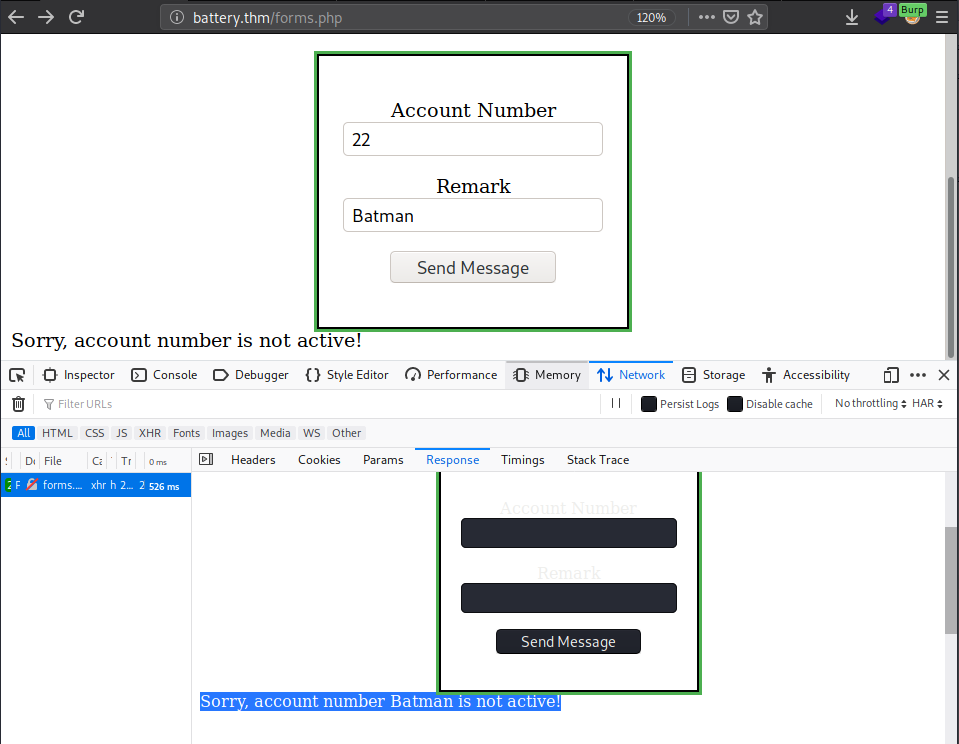 battery.thm/forms.php 120% 4 Burp
Account Number
22
Remark
Batman
Send Message
Sorry, account number is not active!
Inspector Console Debugger Style Editor Performance Memory Network Storage Accessibility
Filter URLs Persist Logs Disable cache No throttling HAR
All HTML CSS JS XHR Fonts Images Media WS Other
File Tr 0 ms Headers Cookies Params Response Timings Stack Trace
forms.... xhr h 2... 2 526 ms
Account Number
Remark
Send Message
Sorry, account number Batman is not active!